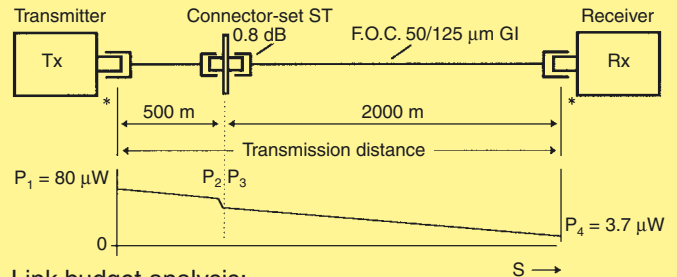 Transmitter Connector-set ST Receiver
0.8 dB F.O.C. 50/125 μm GI
Tx Rx
* *
500 m 2000 m
Transmission distance
P1 = 80 μW P2 P3
P4 = 3.7 μW
0
S
Link budget analysis: